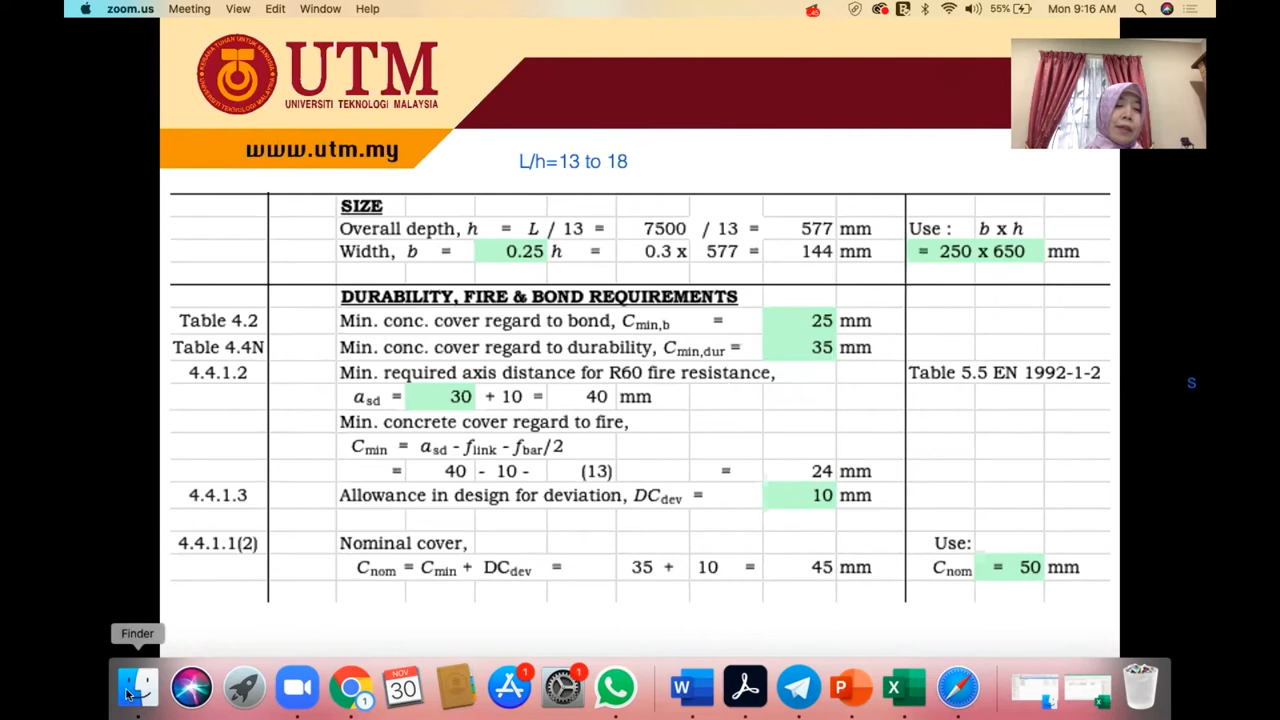 zoom.us Meeting View Edit Window Help 55% Mon 9:16 AM
UTM
UNIVERSITI TEKNOLOGI MALAYSIA
www.utm.my
L/h=13 to 18
SIZE
Overall depth, h = L / 13 = 7500 / 13 = 577 mm Use : b x h
Width, b = 0.25 h = 0.3 x 577 = 144 mm = 250 x 650 mm
DURABILITY, FIRE & BOND REQUIREMENTS
Table 4.2 Min. conc. cover regard to bond, Cmin,b = 25 mm
Table 4.4N Min. conc. cover regard to durability, Cmin,dur = 35 mm
4.4.1.2 Min. required axis distance for R60 fire resistance, Table 5.5 EN 1992-1-2
s
asd = 30 + 10 = 40 mm
Min. concrete cover regard to fire,
Cmin = asd - flink - fbar/2
= 40 - 10 - (13) = 24 mm
4.4.1.3 Allowance in design for deviation, DCdev = 10 mm
4.4.1.1(2) Nominal cover, Use:
Cnom = Cmin + DCdev = 35 + 10 = 45 mm Cnom = 50 mm
Finder
1 NOV 30 1 1 W P X